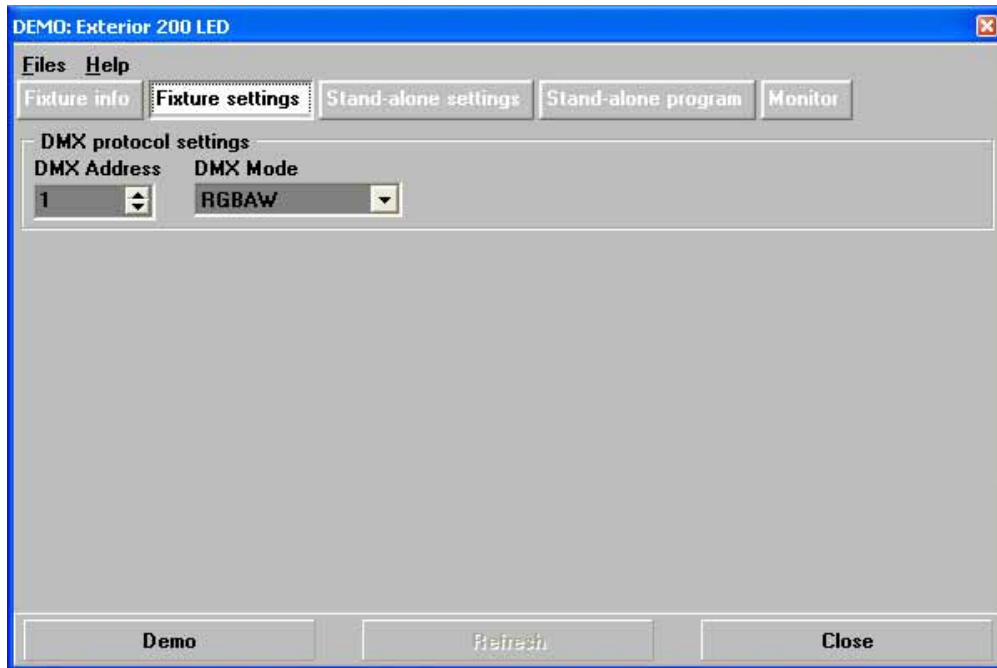 DEMO: Exterior 200 LED
Files Help
Fixture info Fixture settings Stand-alone settings Stand-alone program Monitor
DMX protocol settings
DMX Address DMX Mode
1 RGBAW
Demo Refresh Close